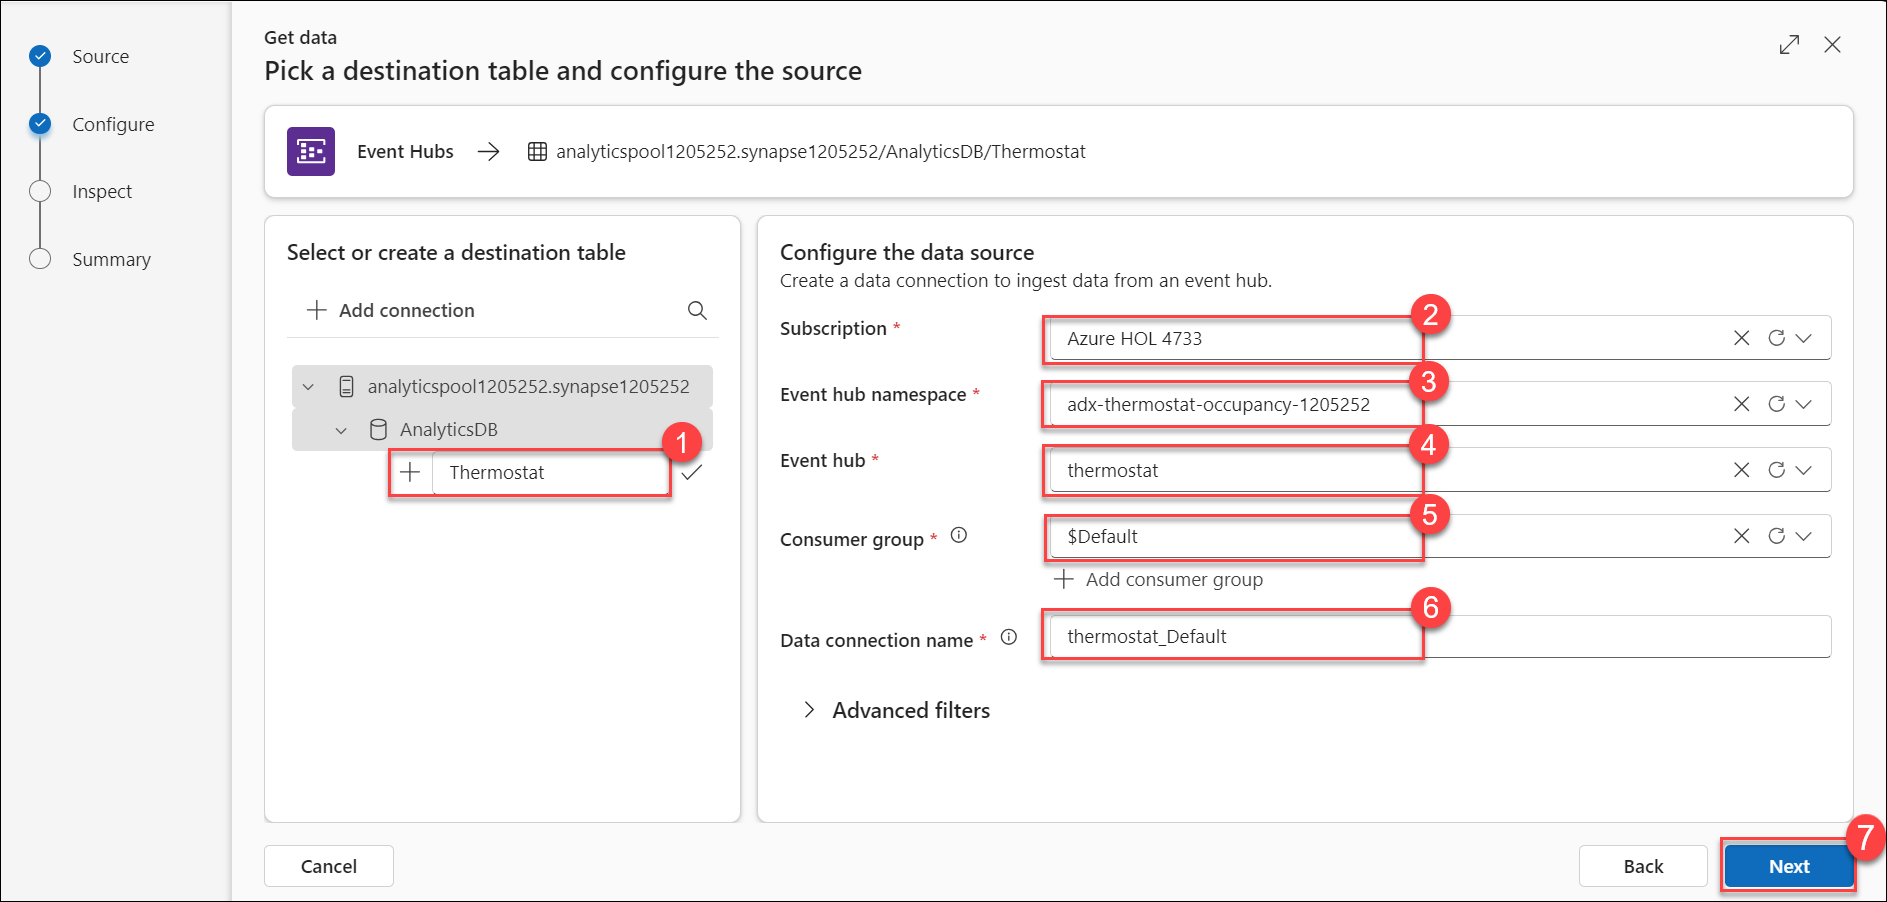 Source
Configure
Inspect
Summary
Get data
Pick a destination table and configure the source
Event Hubs
analyticspool1205252.synapse1205252/AnalyticsDB/Thermostat
Select or create a destination table
Add connection
analyticspool1205252.synapse1205252
AnalyticsDB
1
Thermostat
Configure the data source
Create a data connection to ingest data from an event hub.
2
Subscription *
Azure HOL 4733
3
Event hub namespace *
adx-thermostat-occupancy-1205252
4
Event hub *
thermostat
5
Consumer group *
$Default
Add consumer group
6
Data connection name *
thermostat_Default
Advanced filters
7
Cancel
Back
Next